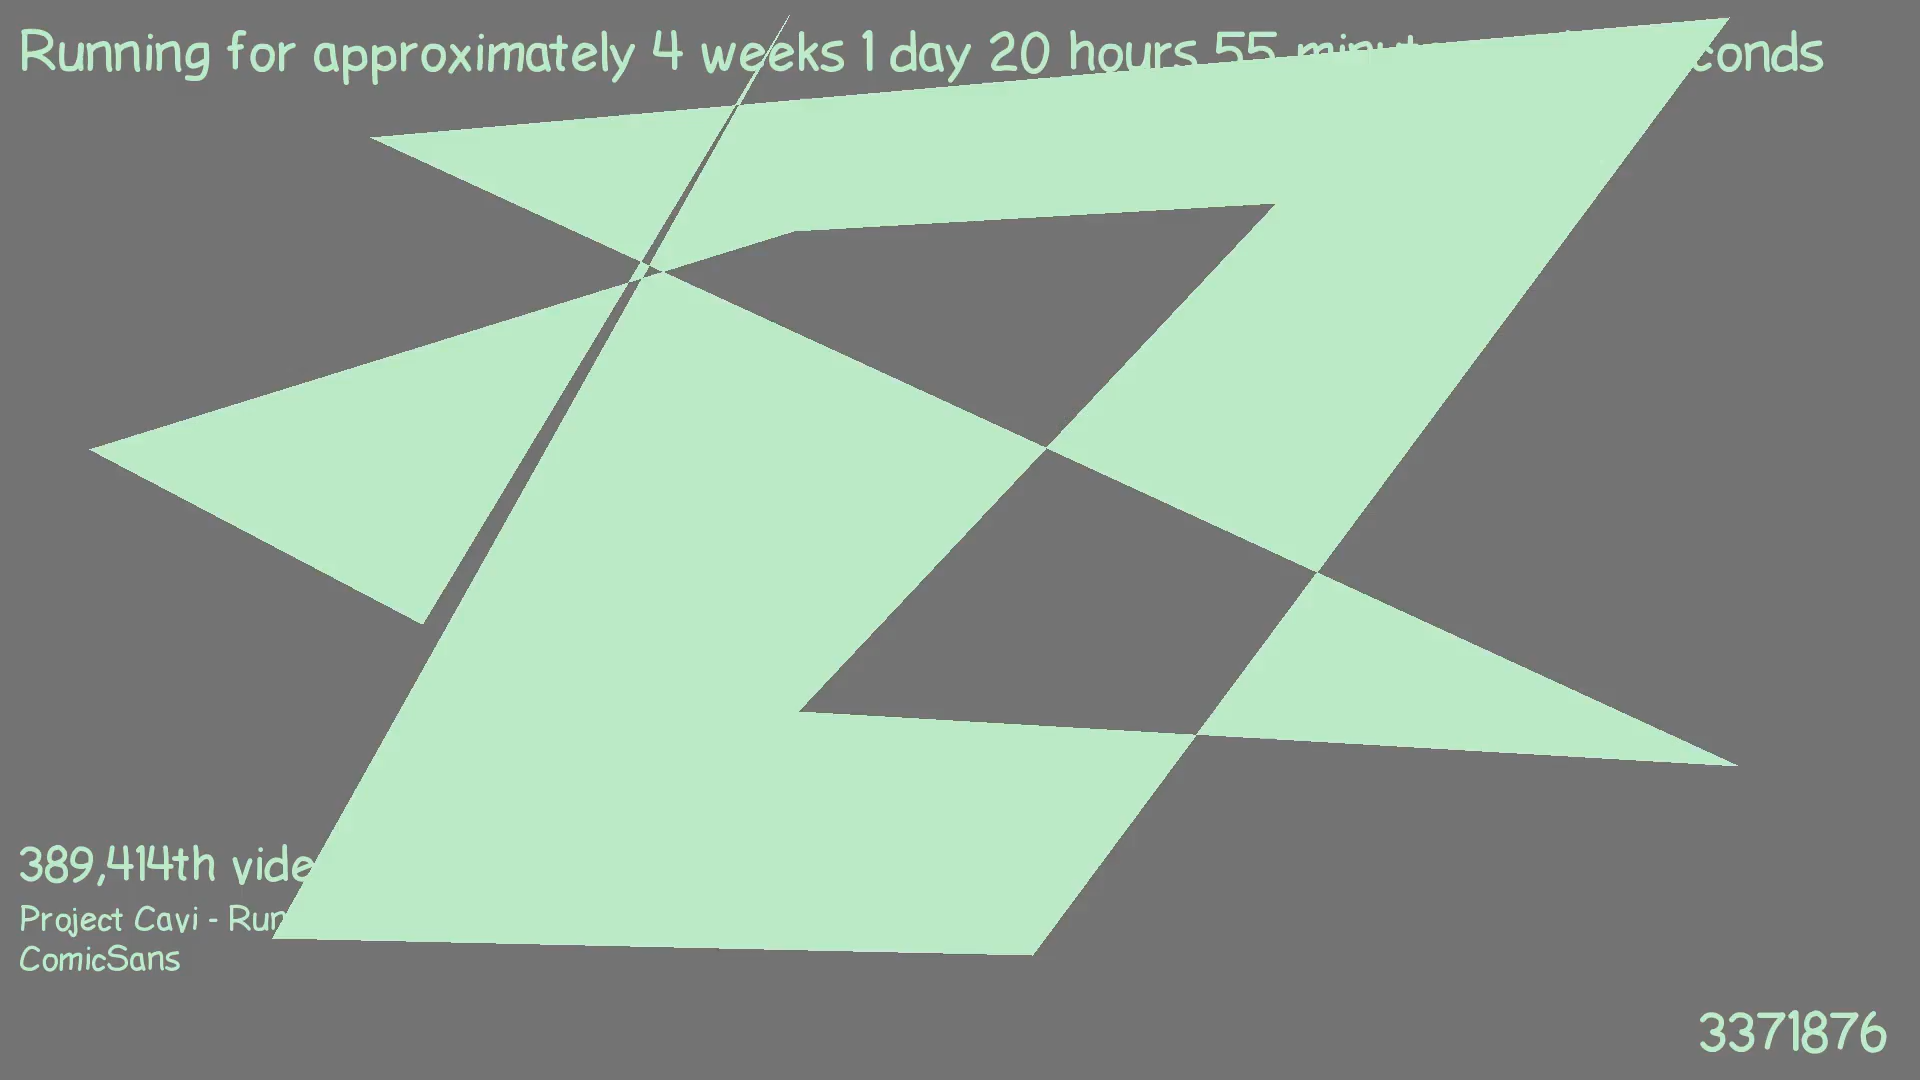 Running for approximately 4 weeks 1 day 20 hours 55 conds
389,414th vide
Project Cavi - Run
ComicSans
3371876